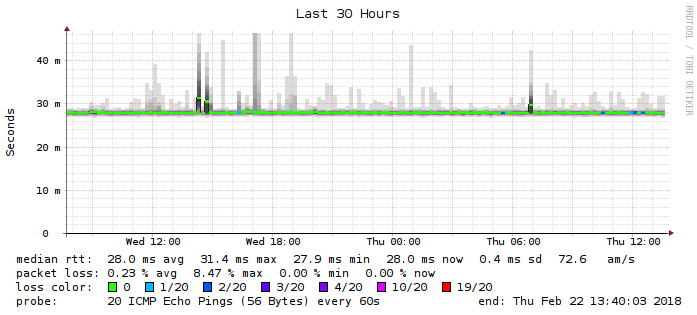 Last 30 Hours
RRDTOOL / TOBI OETIKER
Seconds
40 m
30 m
20 m
10 m
0
Wed 12:00 Wed 18:00 Thu 00:00 Thu 06:00 Thu 12:00
median rtt: 28.0 ms avg 31.4 ms max 27.9 ms min 28.0 ms now 0.4 ms sd 72.6 am/s
packet loss: 0.23 % avg 8.47 % max 0.00 % min 0.00 % now
loss color: 0 1/20 2/20 3/20 4/20 10/20 19/20
probe: 20 ICMP Echo Pings (56 Bytes) every 60s end: Thu Feb 22 13:40:03 2018